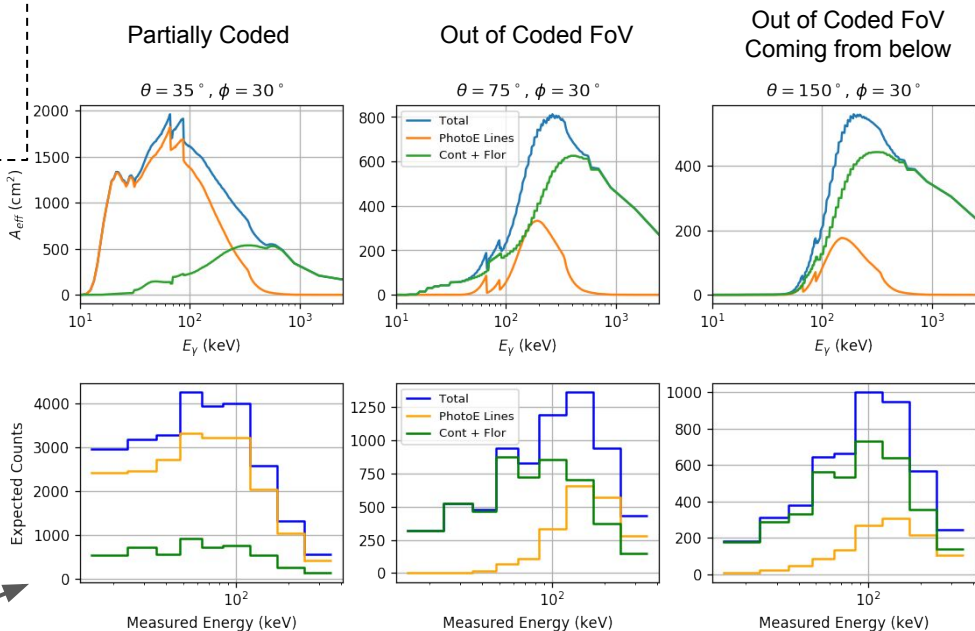 Partially Coded
Out of Coded FoV
Out of Coded FoV
Coming from below
θ = 35°, ϕ = 30°
θ = 75°, ϕ = 30°
θ = 150°, ϕ = 30°
2000
1500
1000
500
0
A_eff (cm²)
10¹ 10² 10³
E_γ (keV)
800
600
400
200
0
Total
PhotoE Lines
Cont + Flor
10¹ 10² 10³
E_γ (keV)
400
200
0
10¹ 10² 10³
E_γ (keV)
4000
3000
2000
1000
0
Expected Counts
10²
Measured Energy (keV)
1250
1000
750
500
250
0
Total
PhotoE Lines
Cont + Flor
10²
Measured Energy (keV)
1000
800
600
400
200
0
10²
Measured Energy (keV)